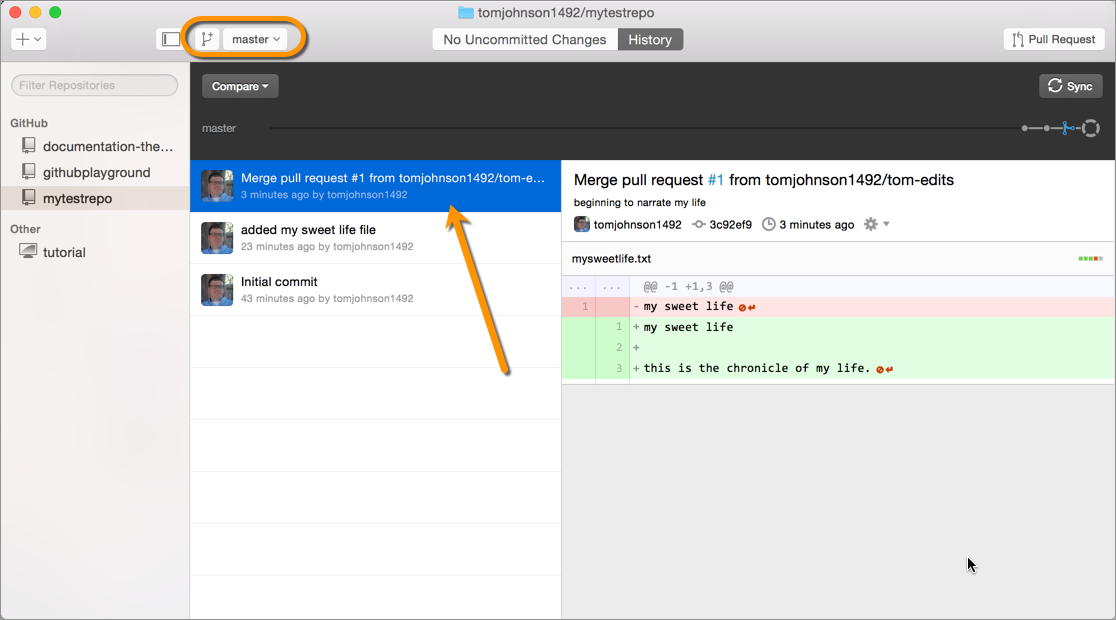 tomjohnson1492/mytestrepo
master
No Uncommitted Changes
History
Pull Request
Filter Repositories
GitHub
documentation-the...
githubplayground
mytestrepo
Other
tutorial
Compare
Sync
master
Merge pull request #1 from tomjohnson1492/tom-e...
3 minutes ago by tomjohnson1492
added my sweet life file
23 minutes ago by tomjohnson1492
Initial commit
43 minutes ago by tomjohnson1492
Merge pull request #1 from tomjohnson1492/tom-edits
beginning to narrate my life
tomjohnson1492 3c92ef9 3 minutes ago
mysweetlife.txt
... ... @@ -1 +1,3 @@
1 - my sweet life
1 + my sweet life
2 +
3 + this is the chronicle of my life.